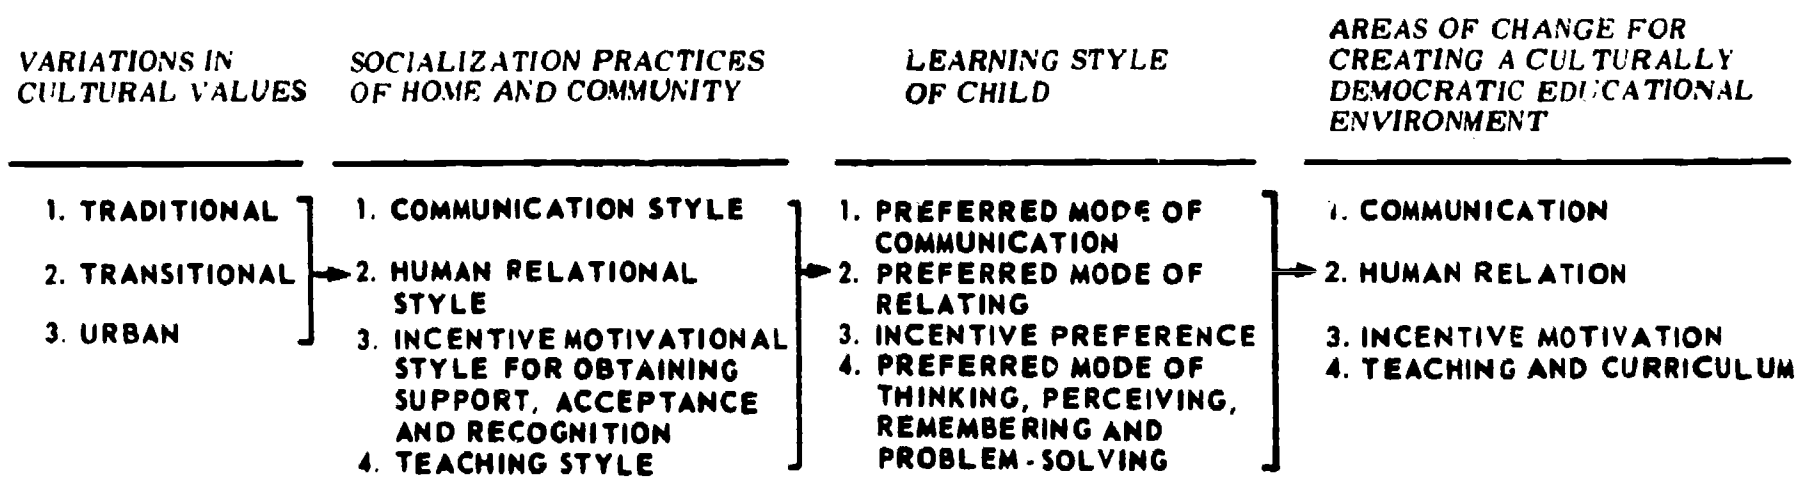 VARIATIONS IN
CULTURAL VALUES
SOCIALIZATION PRACTICES
OF HOME AND COMMUNITY
LEARNING STYLE
OF CHILD
AREAS OF CHANGE FOR
CREATING A CULTURALLY
DEMOCRATIC EDUCATIONAL
ENVIRONMENT
1. TRADITIONAL
2. TRANSITIONAL
3. URBAN
1. COMMUNICATION STYLE
2. HUMAN RELATIONAL
STYLE
3. INCENTIVE MOTIVATIONAL
STYLE FOR OBTAINING
SUPPORT, ACCEPTANCE
AND RECOGNITION
4. TEACHING STYLE
1. PREFERRED MODE OF
COMMUNICATION
2. PREFERRED MODE OF
RELATING
3. INCENTIVE PREFERENCE
4. PREFERRED MODE OF
THINKING, PERCEIVING,
REMEMBERING AND
PROBLEM-SOLVING
1. COMMUNICATION
2. HUMAN RELATION
3. INCENTIVE MOTIVATION
4. TEACHING AND CURRICULUM